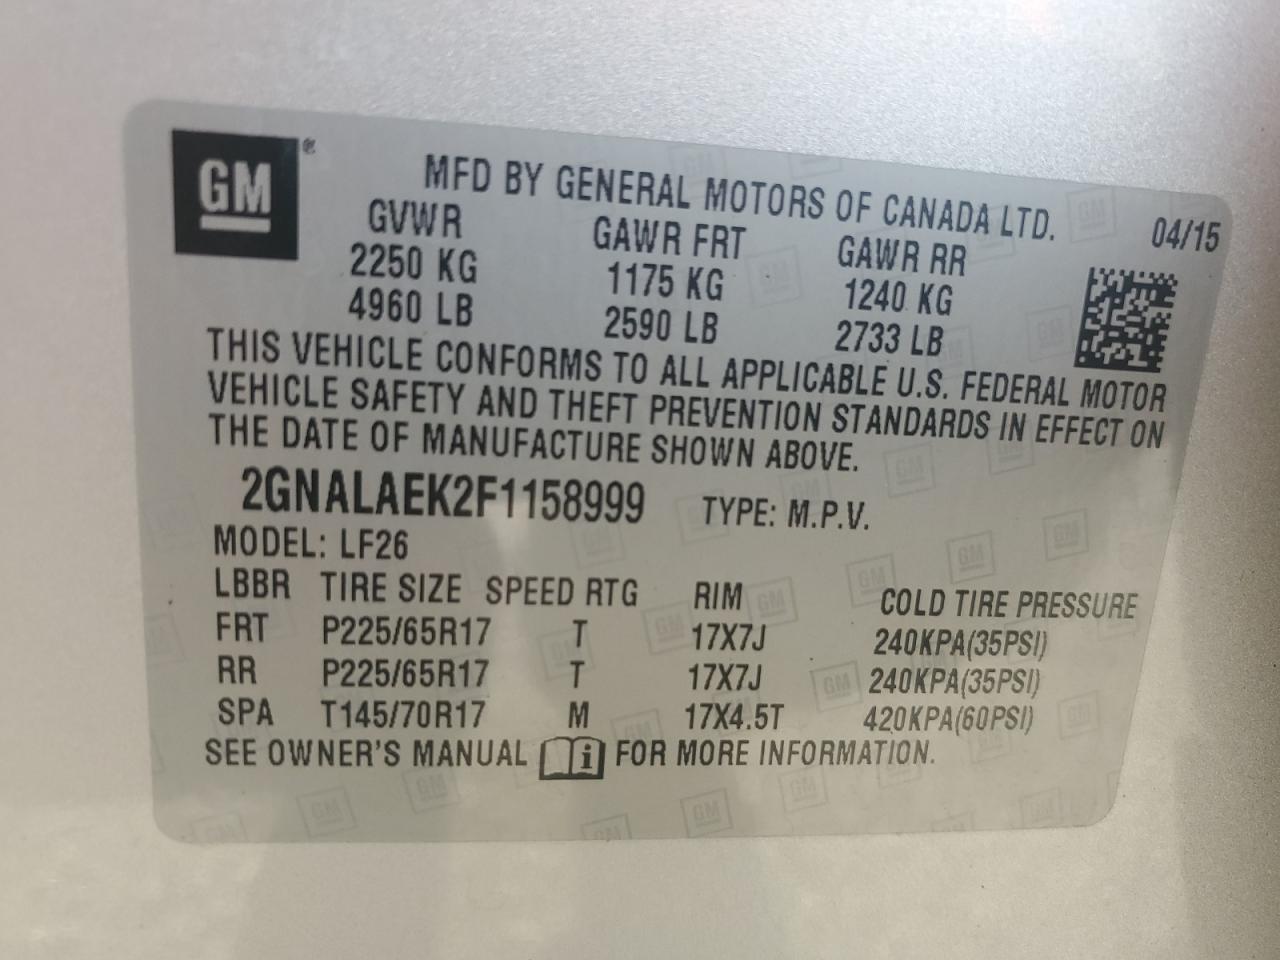 GM ®
MFD BY GENERAL MOTORS OF CANADA LTD. 04/15
GVWR GAWR FRT GAWR RR
2250 KG 1175 KG 1240 KG
4960 LB 2590 LB 2733 LB
THIS VEHICLE CONFORMS TO ALL APPLICABLE U.S. FEDERAL MOTOR
VEHICLE SAFETY AND THEFT PREVENTION STANDARDS IN EFFECT ON
THE DATE OF MANUFACTURE SHOWN ABOVE.
2GNALAEK2F1158999 TYPE: M.P.V.
MODEL: LF26
LBBR TIRE SIZE SPEED RTG RIM COLD TIRE PRESSURE
FRT P225/65R17 T 17X7J 240KPA(35PSI)
RR P225/65R17 T 17X7J 240KPA(35PSI)
SPA T145/70R17 M 17X4.5T 420KPA(60PSI)
SEE OWNER'S MANUAL i FOR MORE INFORMATION.